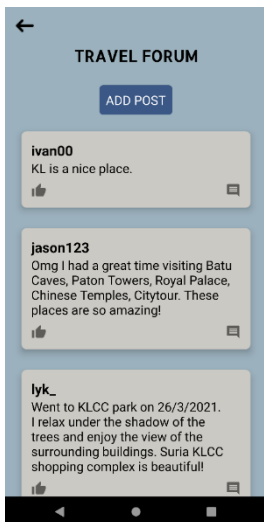 TRAVEL FORUM
ADD POST
ivan00
KL is a nice place.
jason123
Omg I had a great time visiting Batu
Caves, Paton Towers, Royal Palace,
Chinese Temples, Citytour. These
places are so amazing!
lyk_
Went to KLCC park on 26/3/2021.
I relax under the shadow of the
trees and enjoy the view of the
surrounding buildings. Suria KLCC
shopping complex is beautiful!